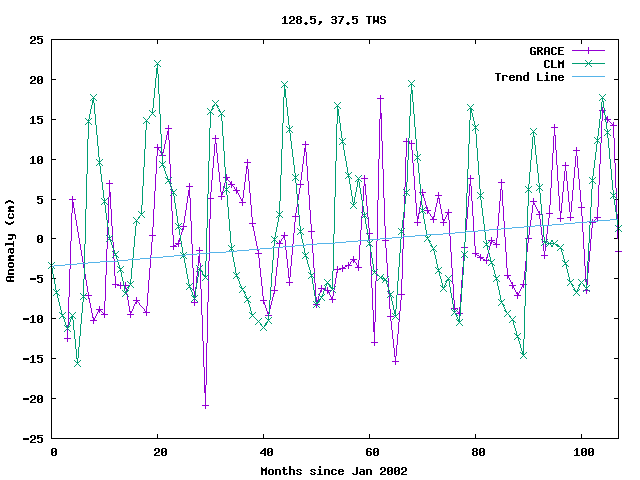 128.5, 37.5 TWS
GRACE
CLM
Trend Line
25
20
15
10
5
0
-5
-10
-15
-20
-25
Anomaly (cm)
0 20 40 60 80 100
Months since Jan 2002